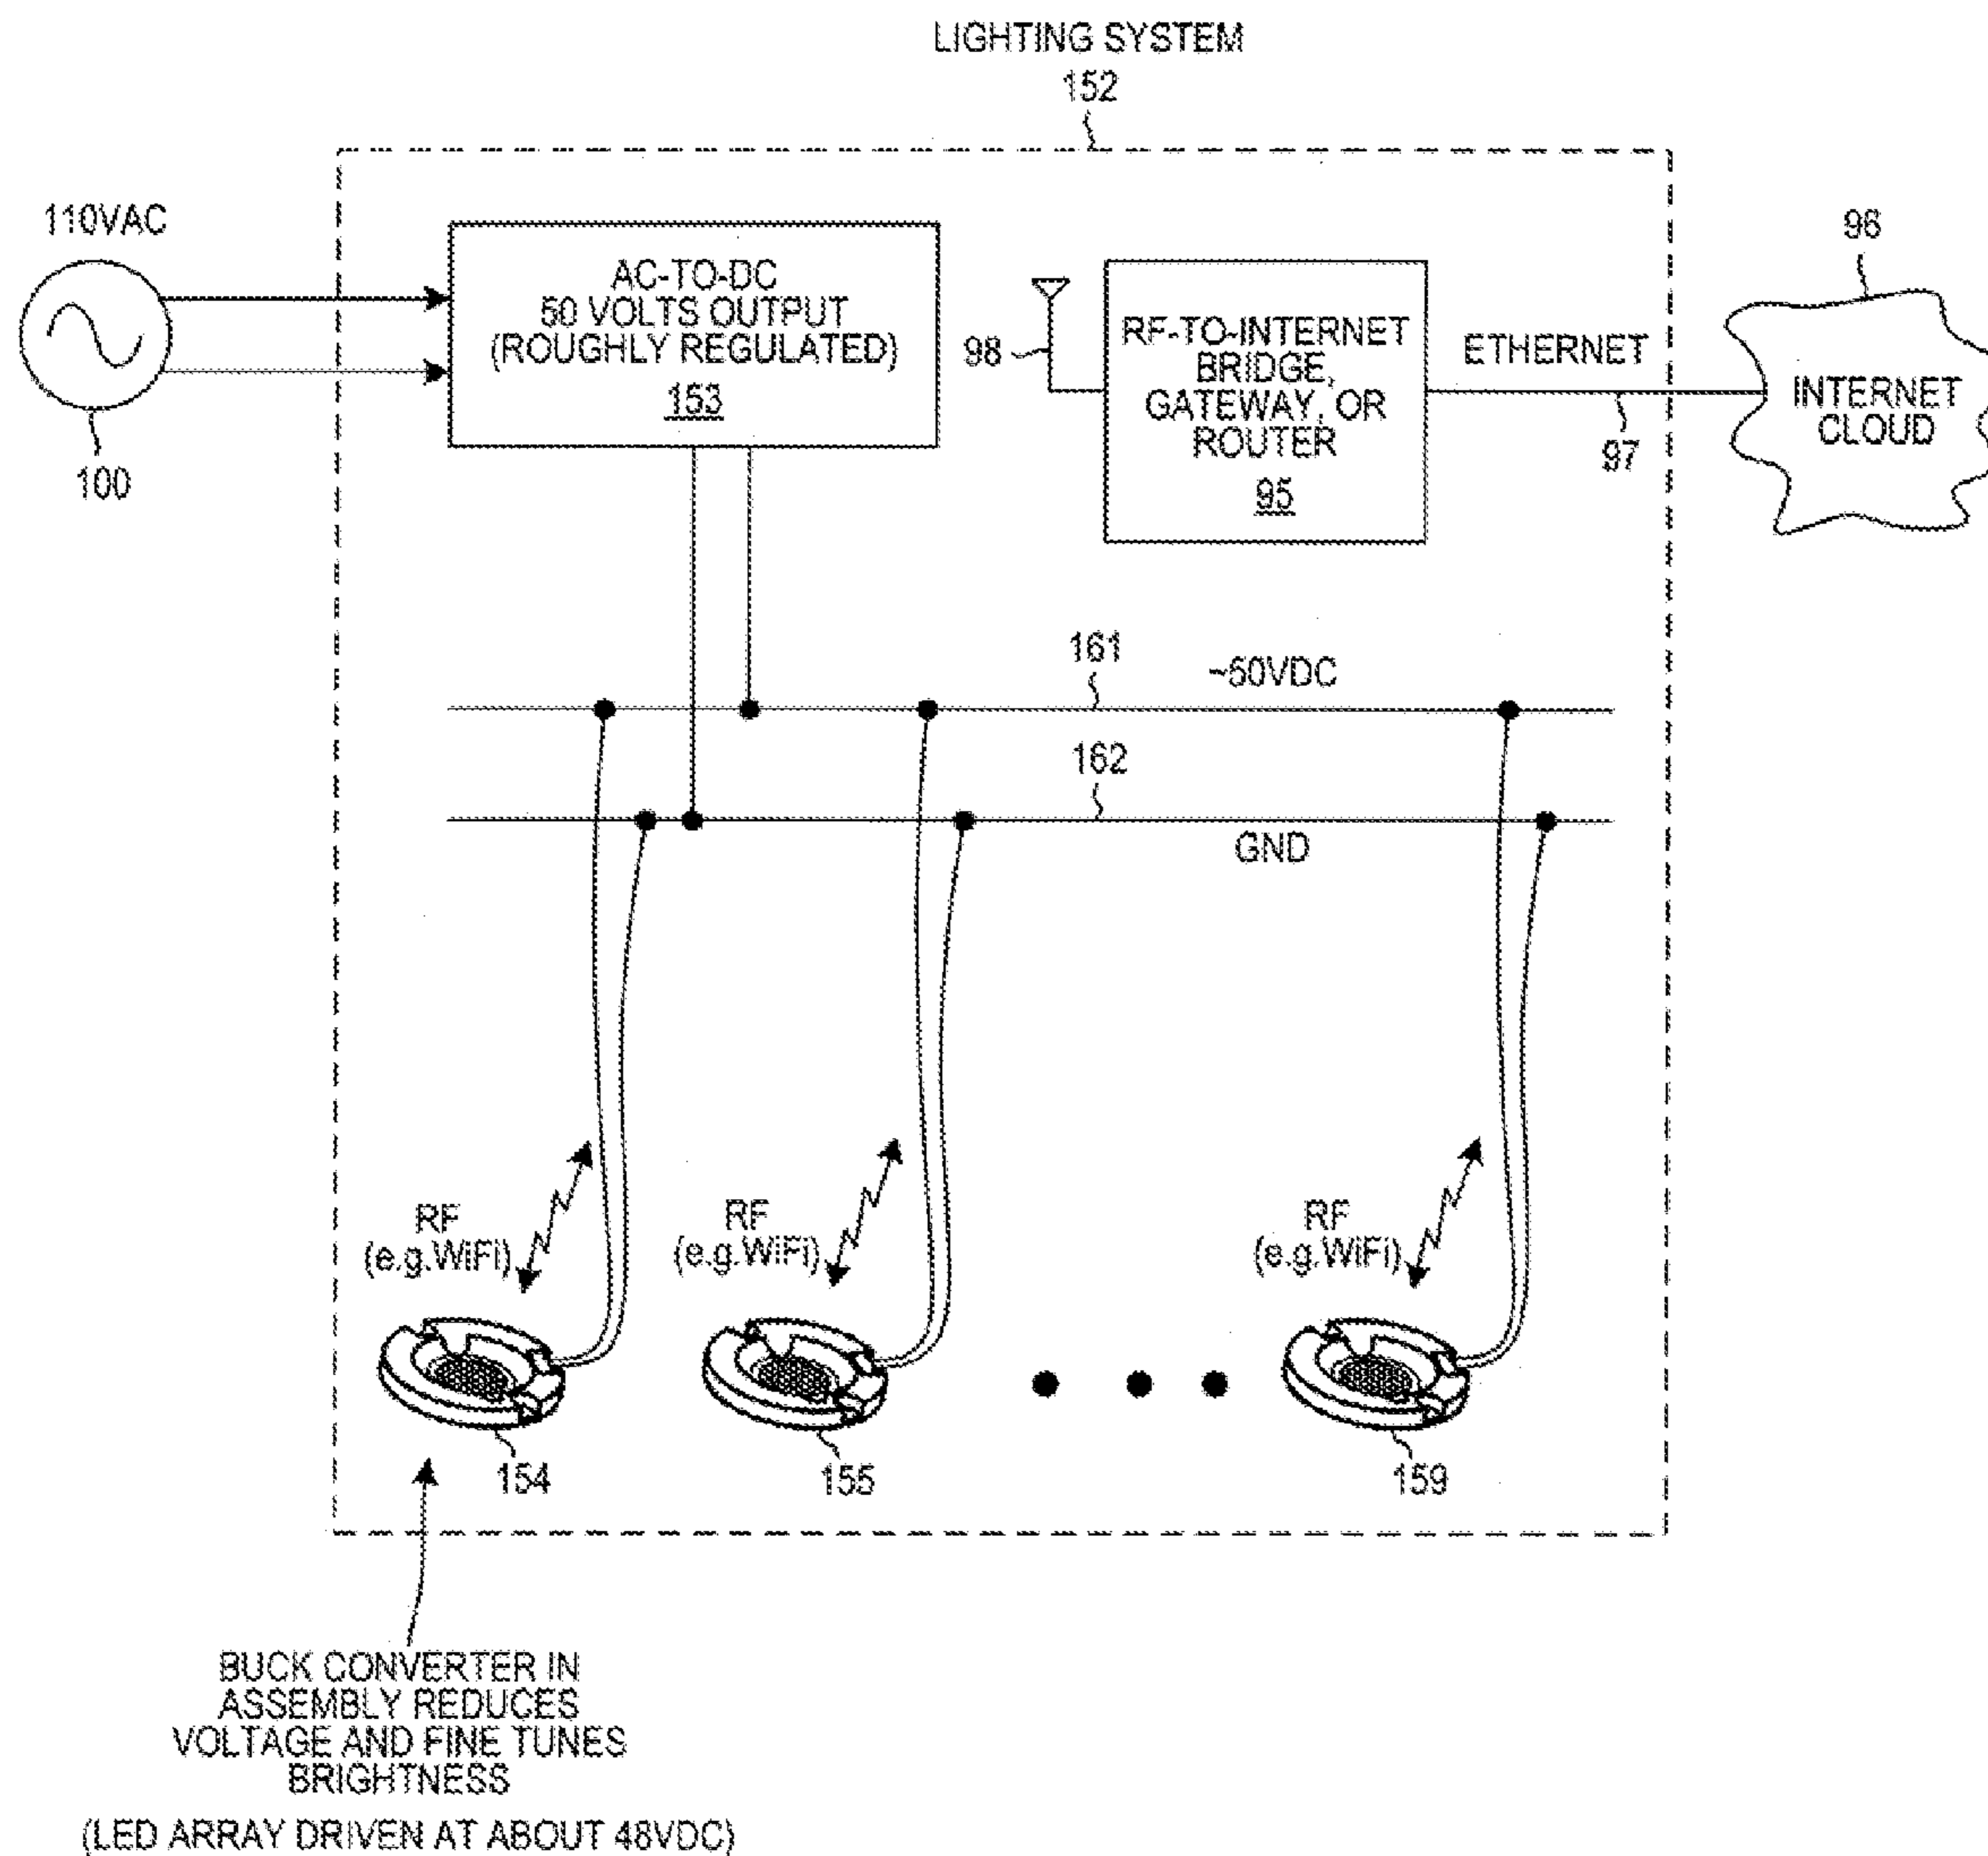 LIGHTING SYSTEM
152
110VAC
100
AC-TO-DC
50 VOLTS OUTPUT
(ROUGHLY REGULATED)
153
98
RF-TO-INTERNET
BRIDGE,
GATEWAY, OR
ROUTER
95
ETHERNET
97
96
INTERNET
CLOUD
161
~50VDC
162
GND
RF
(e.g.WiFi)
RF
(e.g.WiFi)
RF
(e.g.WiFi)
154
155
159
BUCK CONVERTER IN
ASSEMBLY REDUCES
VOLTAGE AND FINE TUNES
BRIGHTNESS
(LED ARRAY DRIVEN AT ABOUT 48VDC)